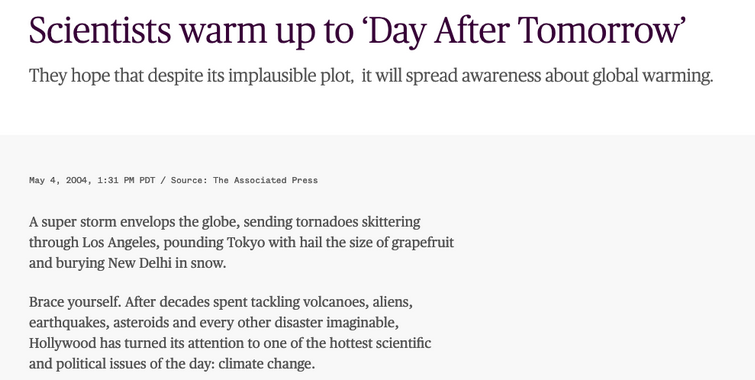 Scientists warm up to ‘Day After Tomorrow’
They hope that despite its implausible plot,  it will spread awareness about global warming.
May 4, 2004, 1:31 PM PDT / Source: The Associated Press
A super storm envelops the globe, sending tornadoes skittering
through Los Angeles, pounding Tokyo with hail the size of grapefruit
and burying New Delhi in snow.
Brace yourself. After decades spent tackling volcanoes, aliens,
earthquakes, asteroids and every other disaster imaginable,
Hollywood has turned its attention to one of the hottest scientific
and political issues of the day: climate change.